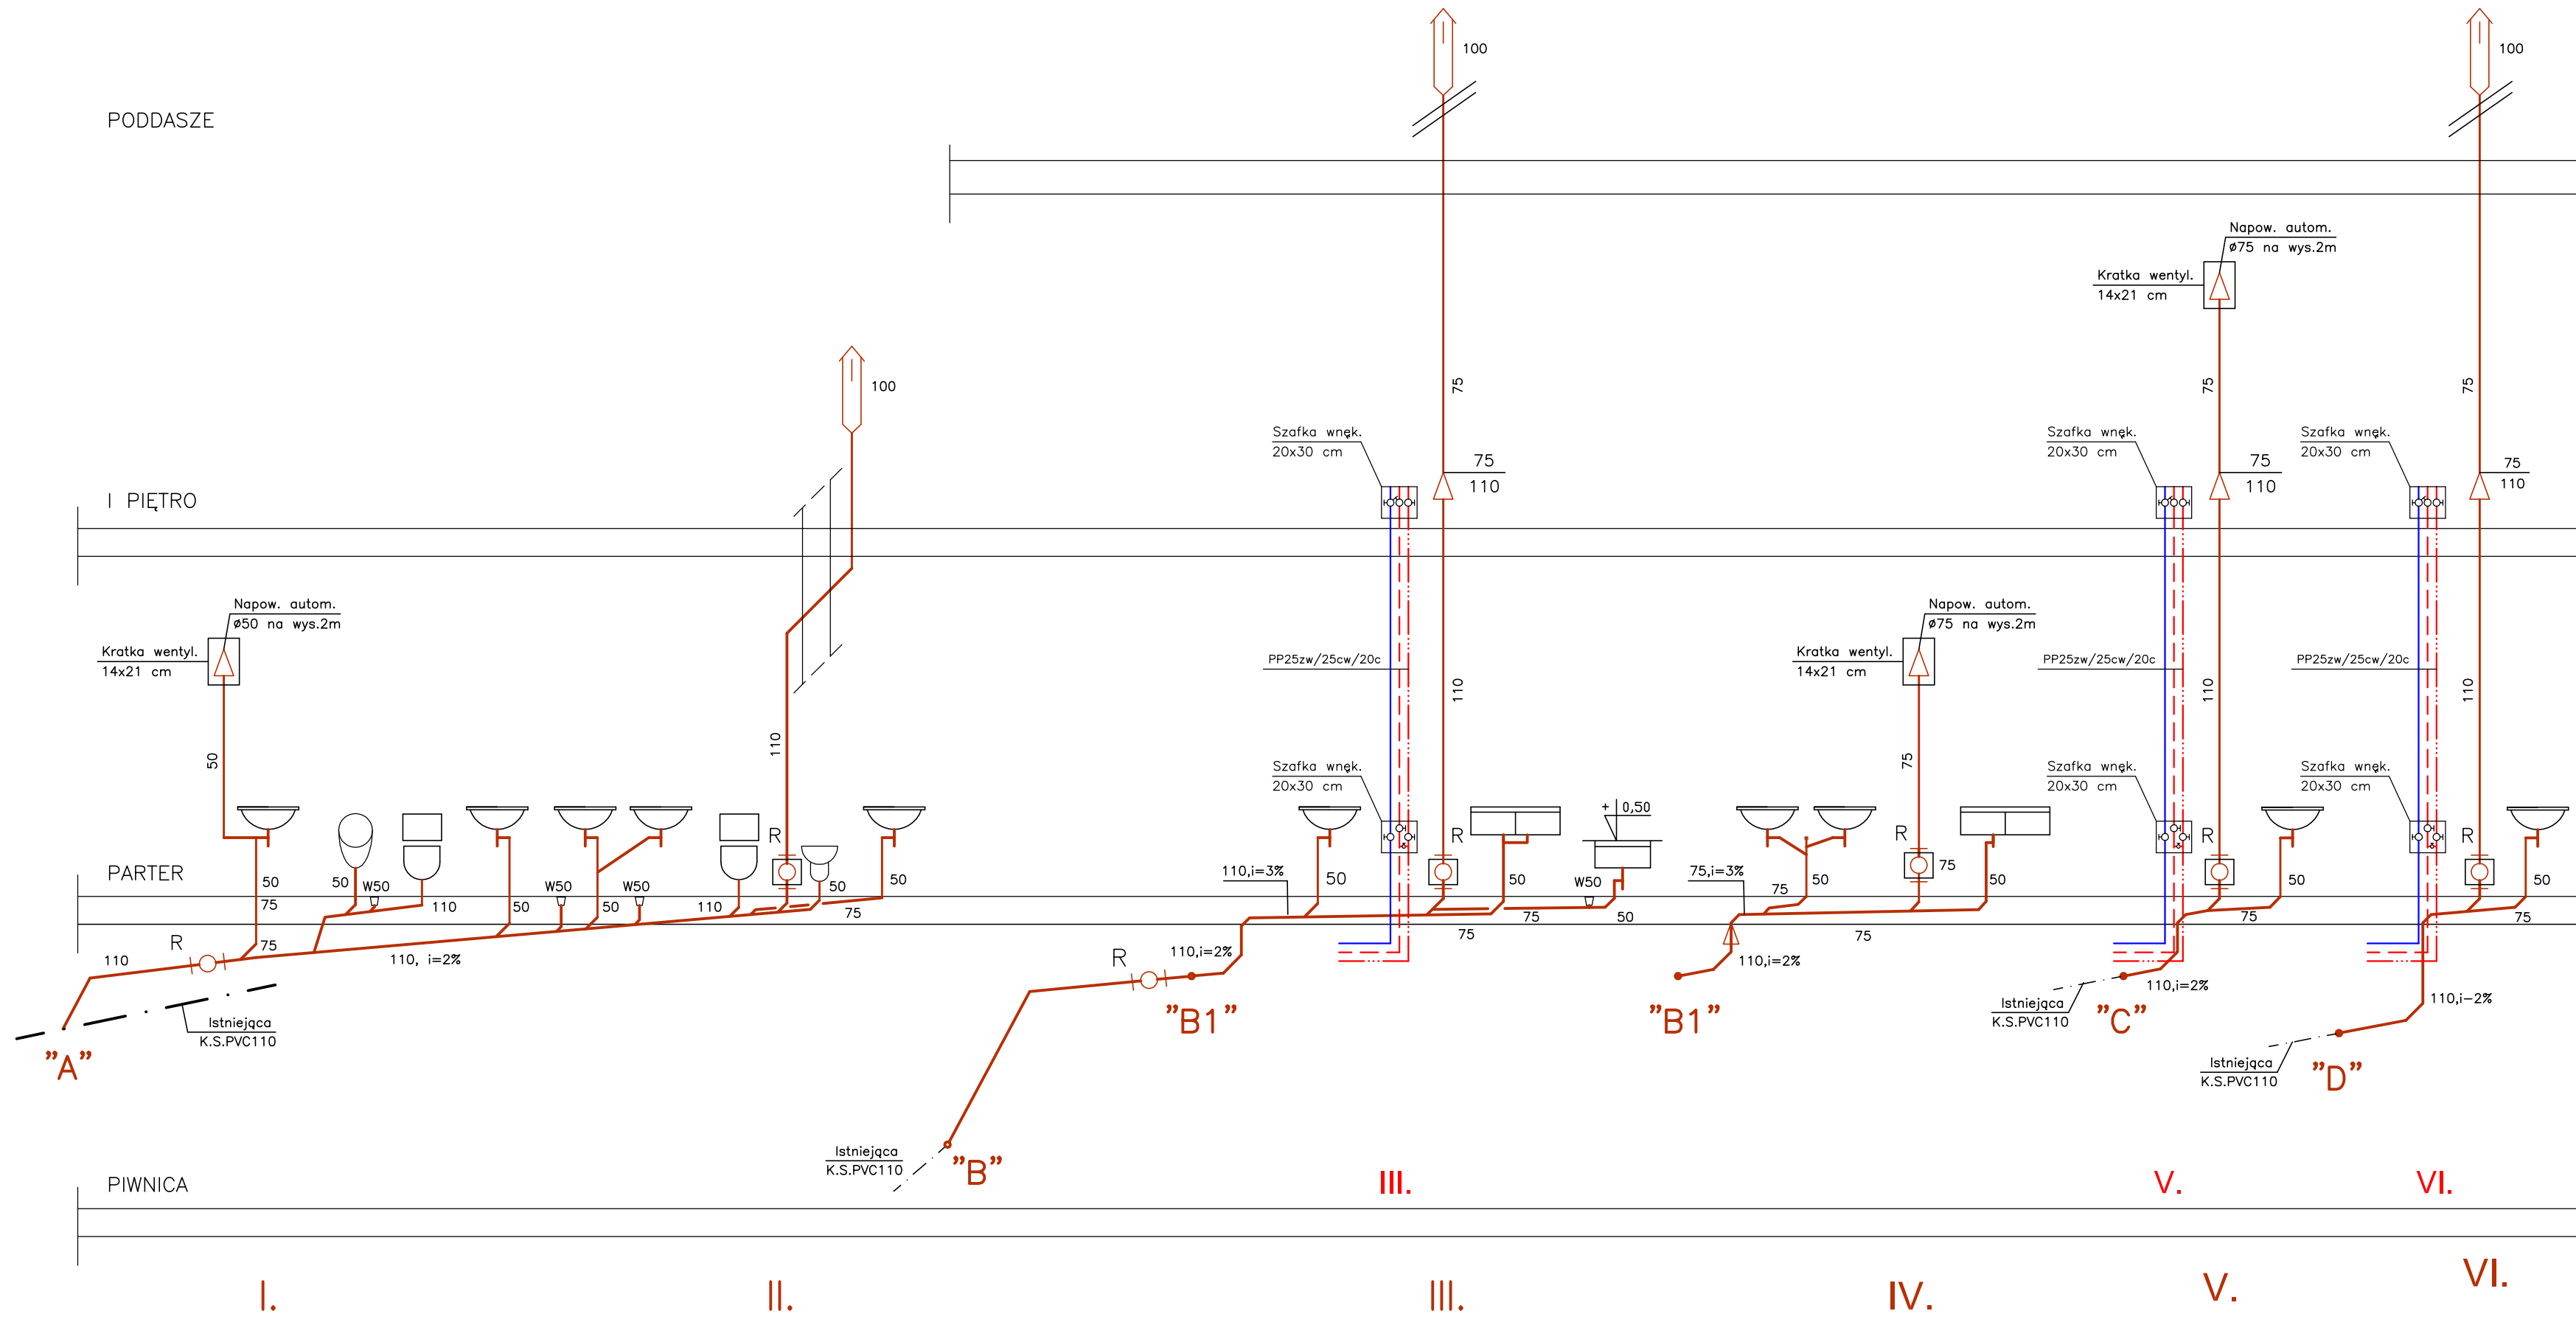 100
100
PODDASZE
Napow. autom.
ø75 na wys.2m
Kratka wentyl.
14x21 cm
100
75
75
75
Szafka wnęk.
20x30 cm
75
110
Szafka wnęk.
20x30 cm
75
110
Szafka wnęk.
20x30 cm
75
110
I PIĘTRO
Napow. autom.
ø50 na wys.2m
Kratka wentyl.
14x21 cm
Napow. autom.
ø75 na wys.2m
Kratka wentyl.
14x21 cm
PP25zw/25cw/20c
PP25zw/25cw/20c
PP25zw/25cw/20c
110
110
110
50
110
75
Szafka wnęk.
20x30 cm
Szafka wnęk.
20x30 cm
Szafka wnęk.
20x30 cm
+ 0,50
R
R
R
R
R
PARTER
50
75
50
W50
110
50
W50
50
W50
110
50
50
75
110,i=3%
50
50
W50
75
50
75
75,i=3%
75
50
75
50
75
50
75
50
75
R
75
110
110, i=2%
R
110,i=2%
110,i=2%
110,i=2%
110,i-2%
Istniejąca
K.S.PVC110
"A"
"B1"
"B1"
Istniejąca
K.S.PVC110
"C"
Istniejąca
K.S.PVC110
"D"
Istniejąca
K.S.PVC110
"B"
PIWNICA
III.
V.
VI.
I.
II.
III.
IV.
V.
VI.